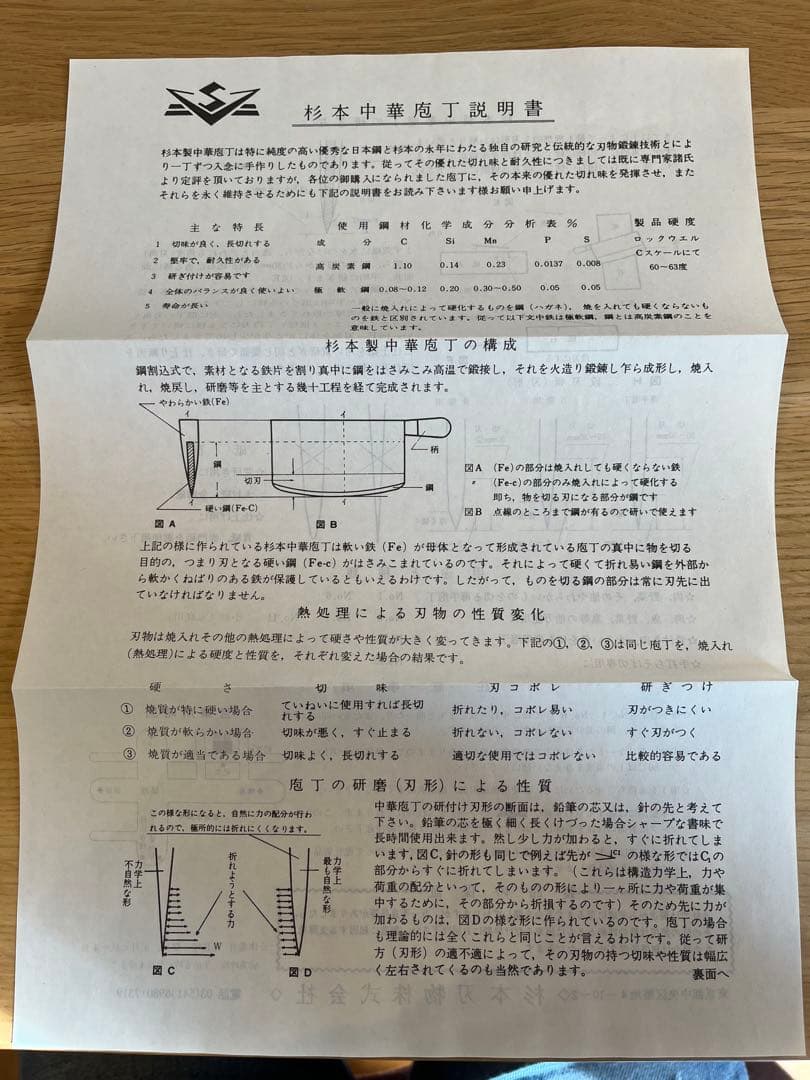 S
杉本中華庖丁説明書
杉本製中華庖丁は特に純度の高い優秀な日本鋼と杉本の永年にわたる独自の研究と伝統的な刃物鍛錬技術とによ
り一丁ずつ入念に手作りしたものであります。従ってその優れた切れ味と耐久性につきましては既に専門家諸氏
より定評を頂いておりますが，各位の御購入になられました庖丁に，その本来の優れた切れ味を発揮させ，また
それらを永く維持させるためにも下記の説明書をお読み下さいます様お願い申上げます。
主な特長
1 切味が良く，長切れする
2 堅牢で，耐久性がある
3 研ぎ付けが容易です
4 全体のバランスが良く使いよい
5 寿命が長い
使用鋼材化学成分分析表%
成分 C Si Mn P S
高炭素鋼 1.10 0.14 0.23 0.0137 0.008
極軟鋼 0.08〜0.12 0.20 0.30〜0.50 0.05 0.05
製品硬度
ロックウエル
Cスケールにて
60〜63度
一般に焼入れによって硬化するものを鋼（ハガネ），焼を入れても硬くならないも
のを鉄と区別されています。従って以下文中鉄は極軟鋼，鋼とは高炭素鋼のことを
意味しています。
杉本製中華庖丁の構成
鋼割込式で，素材となる鉄片を割り真中に鋼をはさみこみ高温で鍛接し，それを火造り鍛錬し乍ら成形し，焼入
れ，焼戻し，研磨等を主とする幾十工程を経て完成されます。
やわらかい鉄(Fe)
イ
イ
鋼
切刃
柄
鋼
イ
イ
硬い鋼(Fe-C)
図A
図B
図A （Fe）の部分は焼入れしても硬くならない鉄
〃 （Fe-c）の部分のみ焼入れによって硬化する
即ち，物を切る刃になる部分が鋼です
図B 点線のところまで鋼が有るので研いで使えます
上記の様に作られている杉本中華庖丁は軟い鉄（Fe）が母体となって形成されている庖丁の真中に物を切る
目的の，つまり刃となる硬い鋼（Fe-c）がはさみこまれているのです。それによって硬くて折れ易い鋼を外部か
ら軟かくねばりのある鉄が保護しているともいえるわけです。したがって，ものを切る鋼の部分は常に刃先に出
ていなければなりません。
熱処理による刃物の性質変化
刃物は焼入れその他の熱処理によって硬さや性質が大きく変ってきます。下記の①，②，③は同じ庖丁を，焼入れ
（熱処理）による硬度と性質を，それぞれ変えた場合の結果です。
硬さ 切味 刃コボレ 研ぎつけ
① 焼質が特に硬い場合 ていねいに使用すれば長切れする 折れたり，コボレ易い 刃がつきにくい
② 焼質が軟らかい場合 切味が悪く，すぐ止まる 折れない，コボレない すぐ刃がつく
③ 焼質が適当である場合 切味よく，長切れする 適切な使用ではコボレない 比較的容易である
庖丁の研磨（刃形）による性質
この様な形になると，自然に力の配分が行わ
れるので，極所的には折れにくくなります。
力学上
不自然な形
折れようとする力
力学上
最も自然な形
W
図C
図D
中華庖丁の研付け刃形の断面は，鉛筆の芯又は，針の先と考えて
下さい。鉛筆の芯を極く細く長くけづった場合シャープな書味で
長時間使用出来ます。然し少し力が加わると，すぐに折れてしま
います。図C，針の形も同じで例えば先が C₁ の様な形ではC₁の
部分からすぐに折れてしまいます。（これらは構造力学上，力や
荷重の配分といって，そのものの形により一ヶ所に力や荷重が集
中するために，その部分から折損するのです）そのため先に力が
加わるものは，図Dの様な形に作られているのです。庖丁の場合
も理論的には全くこれらと同じことが言えるわけです。従って研
方（刃形）の適不適によって，その刃物の持つ切味や性質は幅広
く左右されてくるのも当然であります。
裏面へ